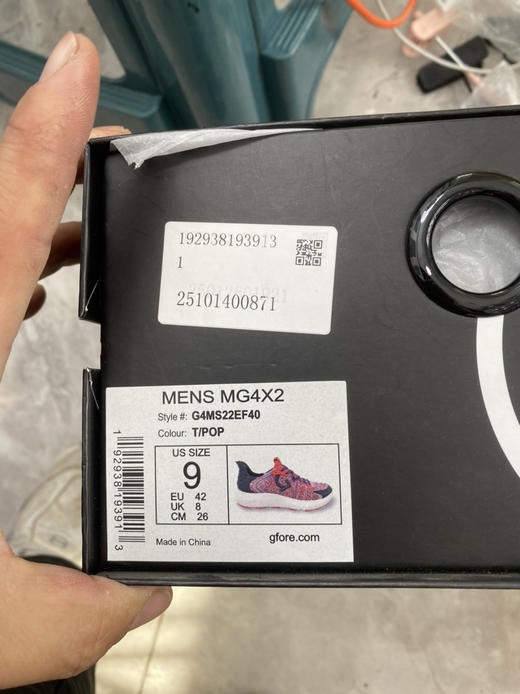 192938193913
1
25101400871
MENS MG4X2
Style #: G4MS22EF40
Colour: T/POP
US SIZE
9
EU 42
UK 8
CM 26
Made in China
gfore.com
1 92938 19391 3